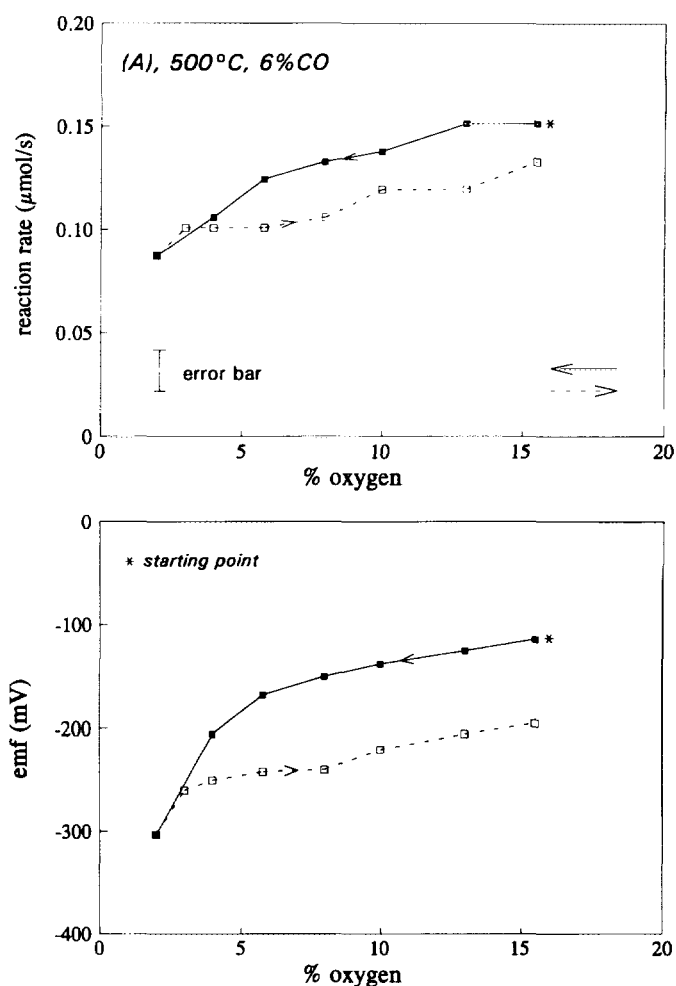 0.20
(A), 500°C, 6%CO
0.15
0.10
0.05
0
reaction rate (μmol/s)
error bar
0 5 10 15 20
% oxygen
0
* starting point
-100
-200
-300
-400
emf (mV)
0 5 10 15 20
% oxygen